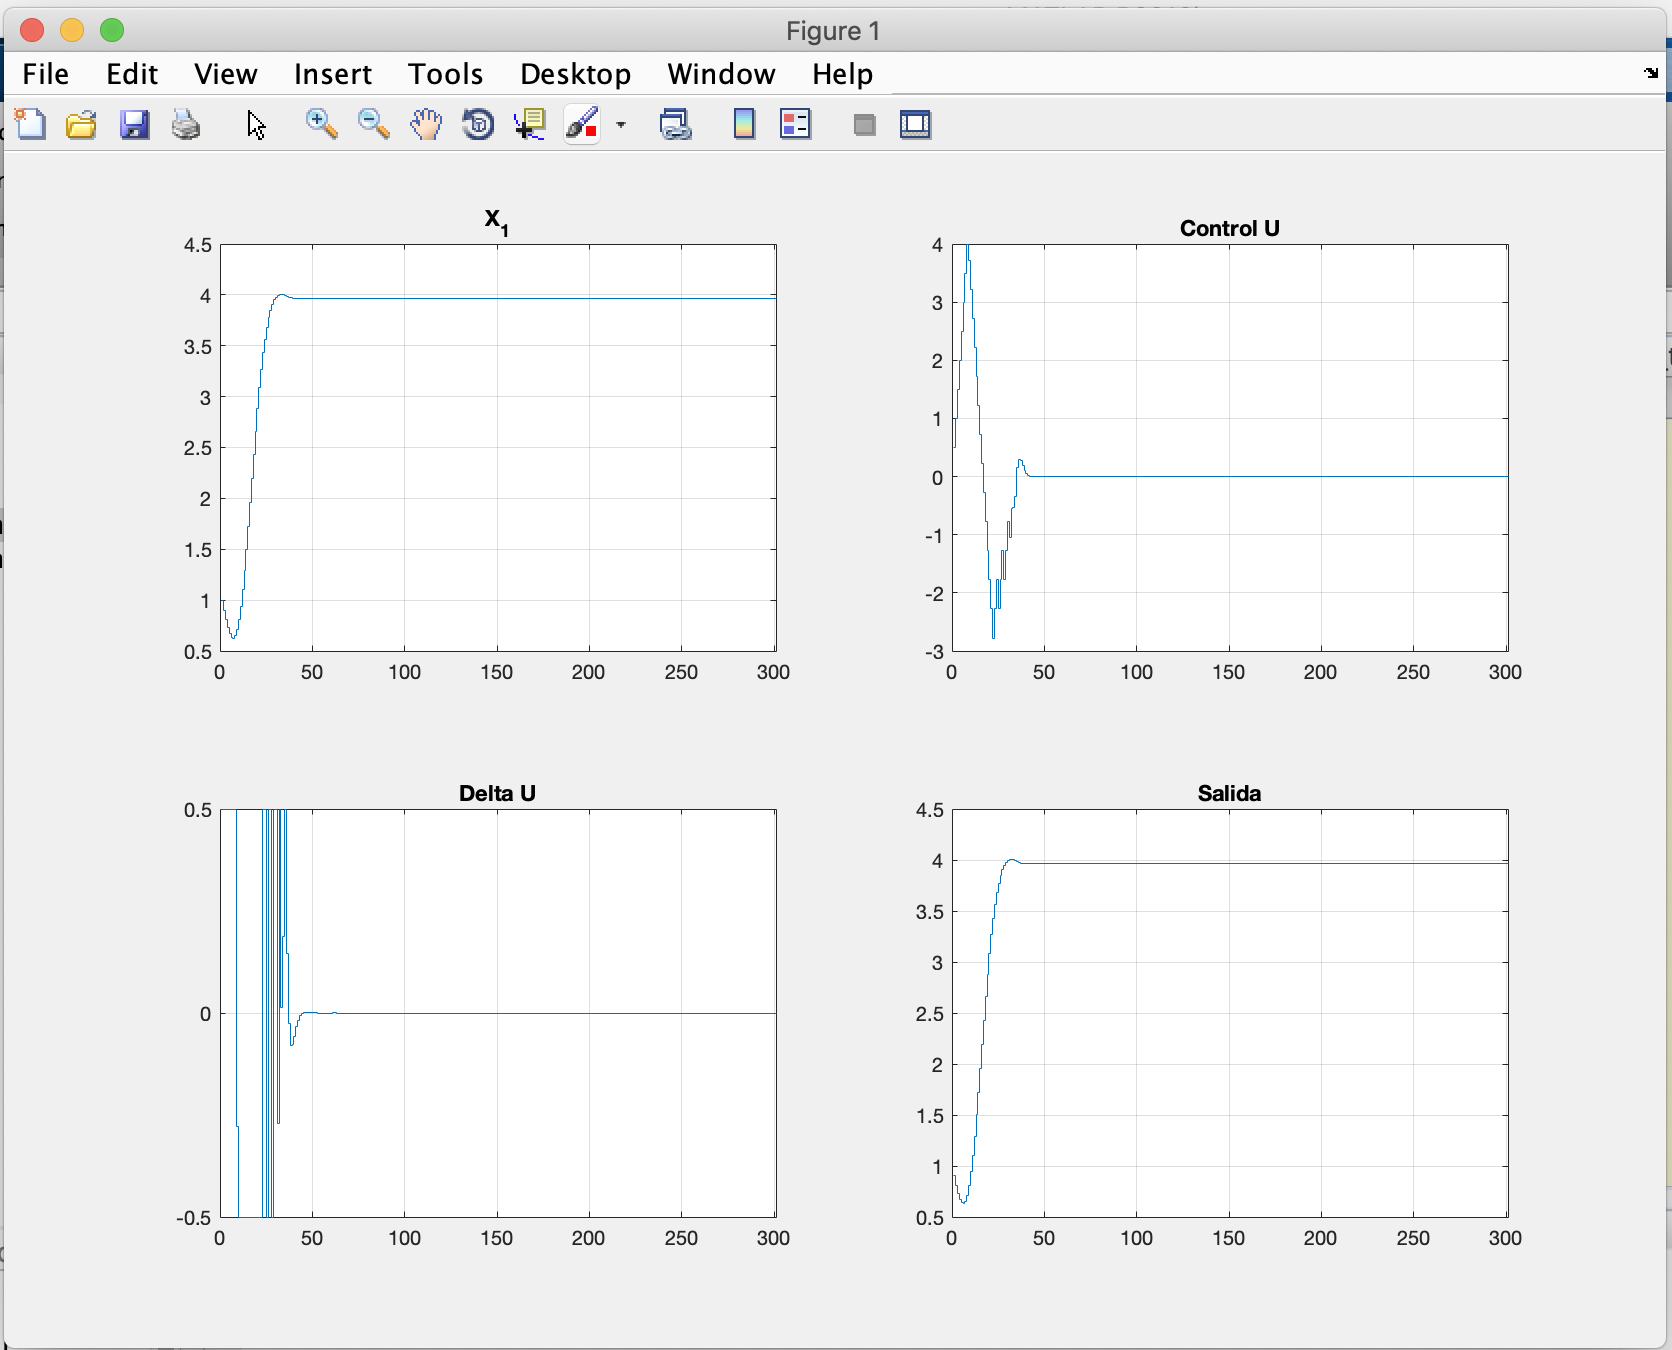 Figure 1
File Edit View Insert Tools Desktop Window Help
X1
4.5
4
3.5
3
2.5
2
1.5
1
0.5
0 50 100 150 200 250 300
Control U
4
3
2
1
0
-1
-2
-3
0 50 100 150 200 250 300
Delta U
0.5
0
-0.5
0 50 100 150 200 250 300
Salida
4.5
4
3.5
3
2.5
2
1.5
1
0.5
0 50 100 150 200 250 300